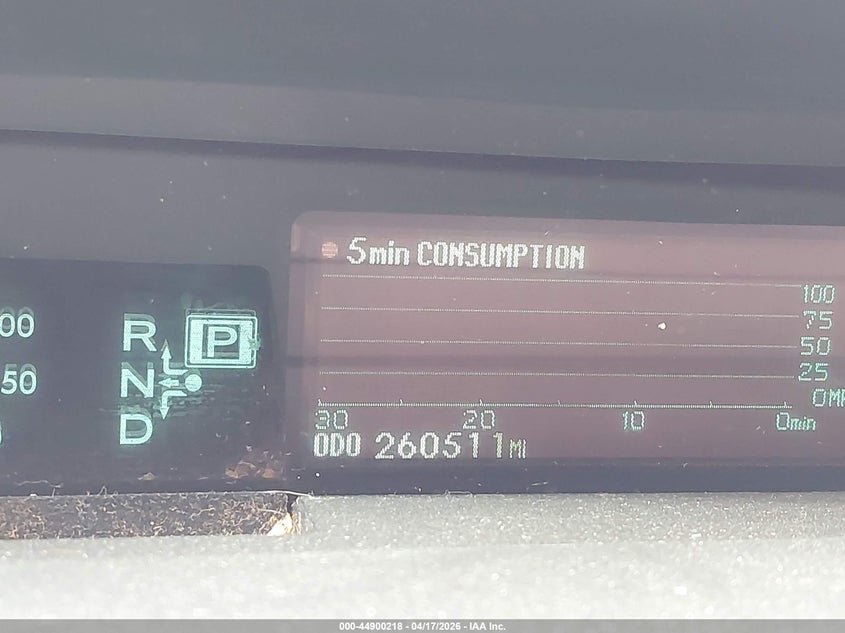 5min CONSUMPTION
100
75
50
25
0MP
30 20 10 0min
ODO 260511MI
00
50
R
N
D
P
000-44900218 - 04/17/2026 - IAA Inc.